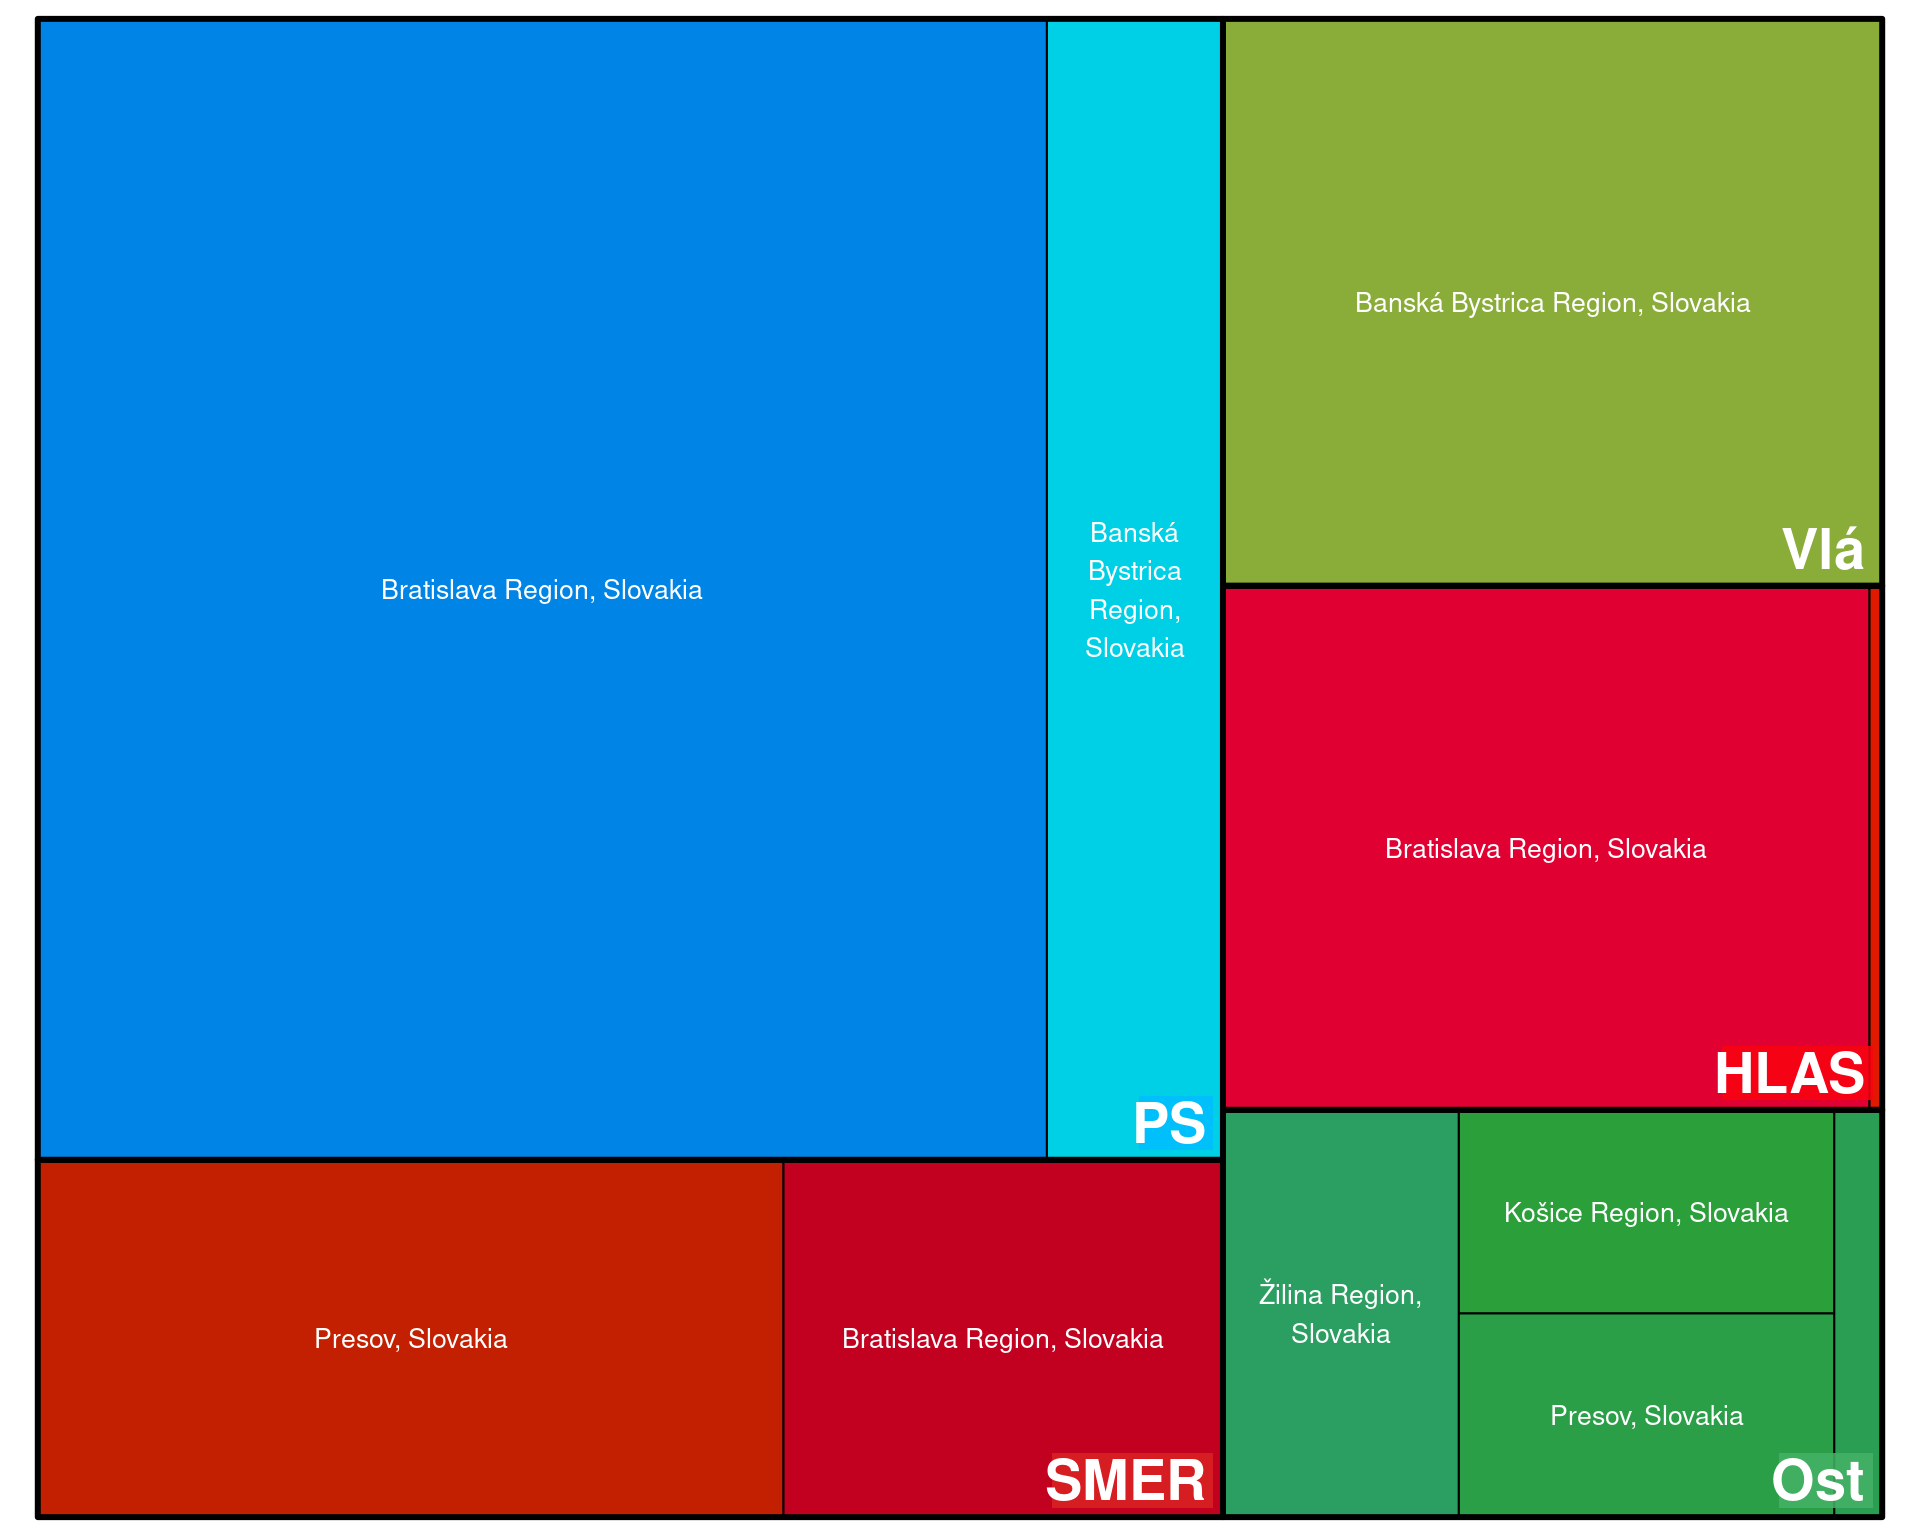 Bratislava Region, Slovakia
Banská
Bystrica
Region,
Slovakia
PS
Presov, Slovakia
Bratislava Region, Slovakia
SMER
Banská Bystrica Region, Slovakia
Vlá
Bratislava Region, Slovakia
HLAS
Žilina Region,
Slovakia
Košice Region, Slovakia
Presov, Slovakia
Ost